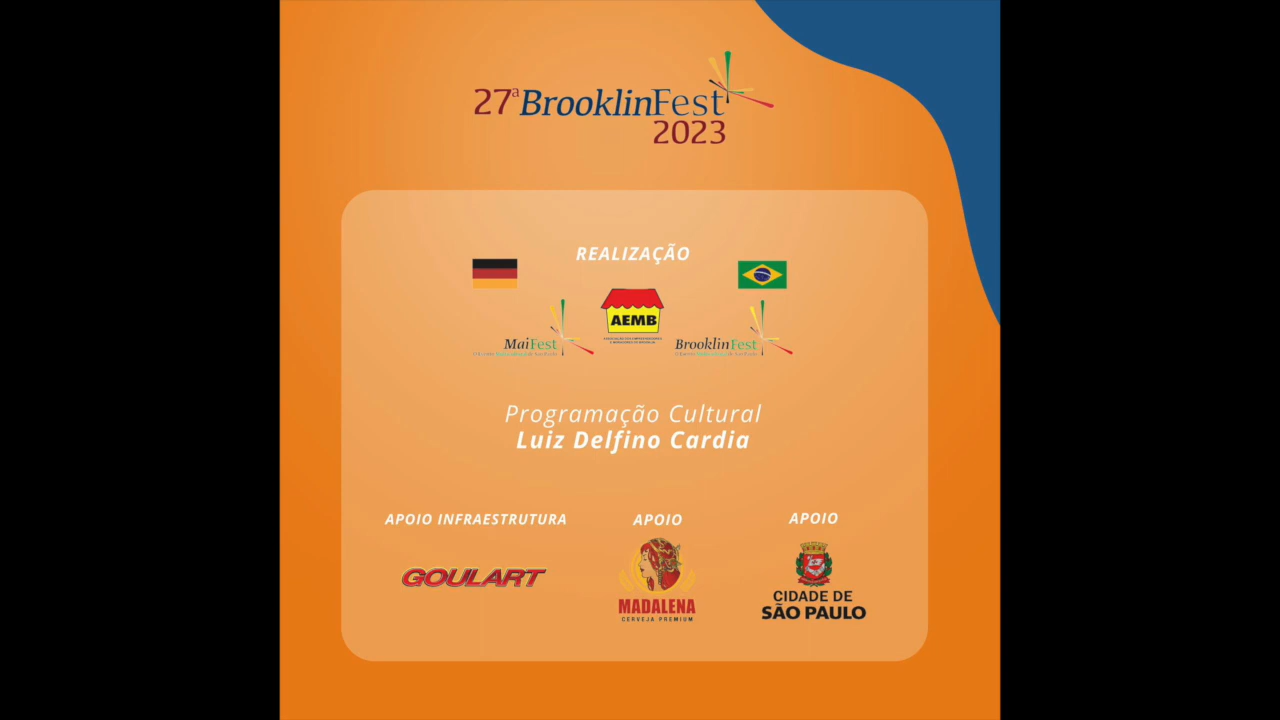 27ª BrooklinFest
2023
REALIZAÇÃO
AEMB
MaiFest
BrooklinFest
Programação Cultural
Luiz Delfino Cardia
APOIO INFRAESTRUTURA
APOIO
APOIO
GOULART
MADALENA
CERVEJA PREMIUM
CIDADE DE
SÃO PAULO